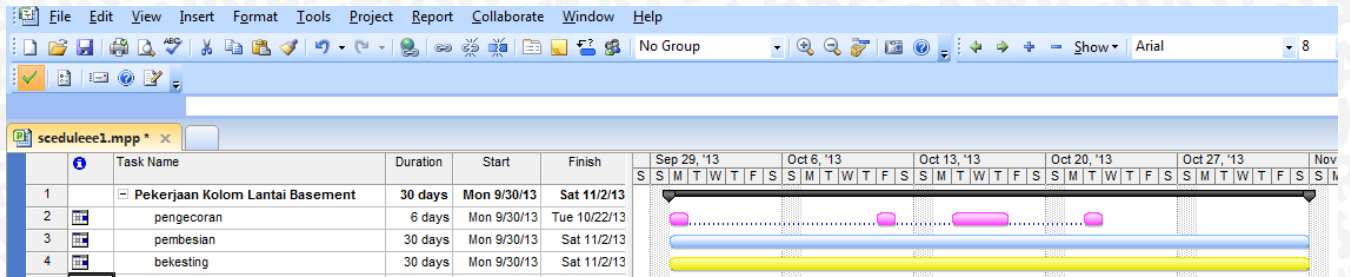 File Edit View Insert Format Tools Project Report Collaborate Window Help
No Group Show Arial 8
sceduleee1.mpp *
Task Name Duration Start Finish Sep 29, '13 Oct 6, '13 Oct 13, '13 Oct 20, '13 Oct 27, '13 Nov
S S M T W T F S S M T W T F S S M T W T F S S M T W T F S S M T W T F S S M
1 Pekerjaan Kolom Lantai Basement 30 days Mon 9/30/13 Sat 11/2/13
2 pengecoran 6 days Mon 9/30/13 Tue 10/22/13
3 pembesian 30 days Mon 9/30/13 Sat 11/2/13
4 bekesting 30 days Mon 9/30/13 Sat 11/2/13